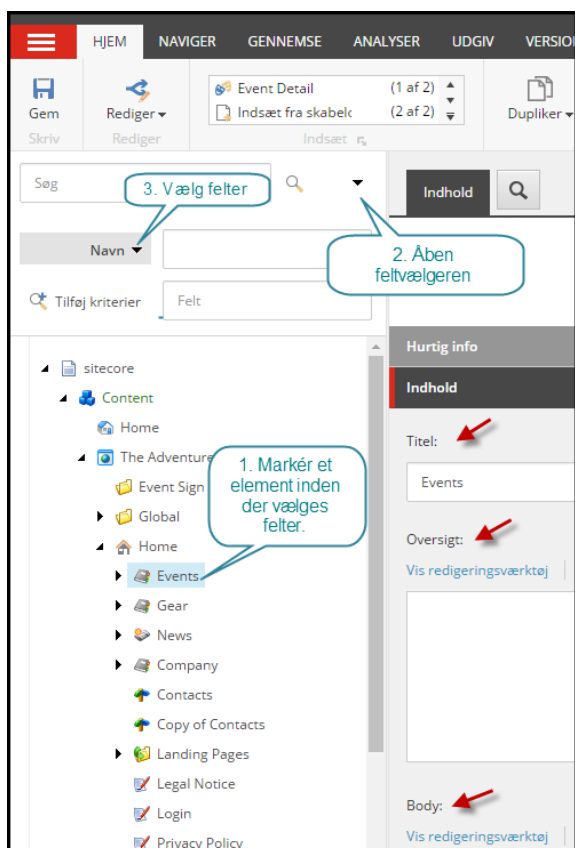 HJEM NAVIGER GENNEMSE ANALYSER UDGIV VERSIO
Gem
Skriv
Rediger
Rediger
Event Detail (1 af 2)
Indsæt fra skabelc (2 af 2)
Indsæt
Dupliker
Søg
3. Vælg felter
Navn
2. Åben
feltvælgeren
Tilføj kriterier
Felt
Indhold
Hurtig info
Indhold
Titel:
Events
Oversigt:
Vis redigeringsværktøj
Body:
Vis redigeringsværktøj
sitecore
Content
Home
The Adventure
Event Sign
Global
Home
Events
Gear
News
Company
Contacts
Copy of Contacts
Landing Pages
Legal Notice
Login
Privacy Policy
1. Markér et
element inden
der vælges
felter.